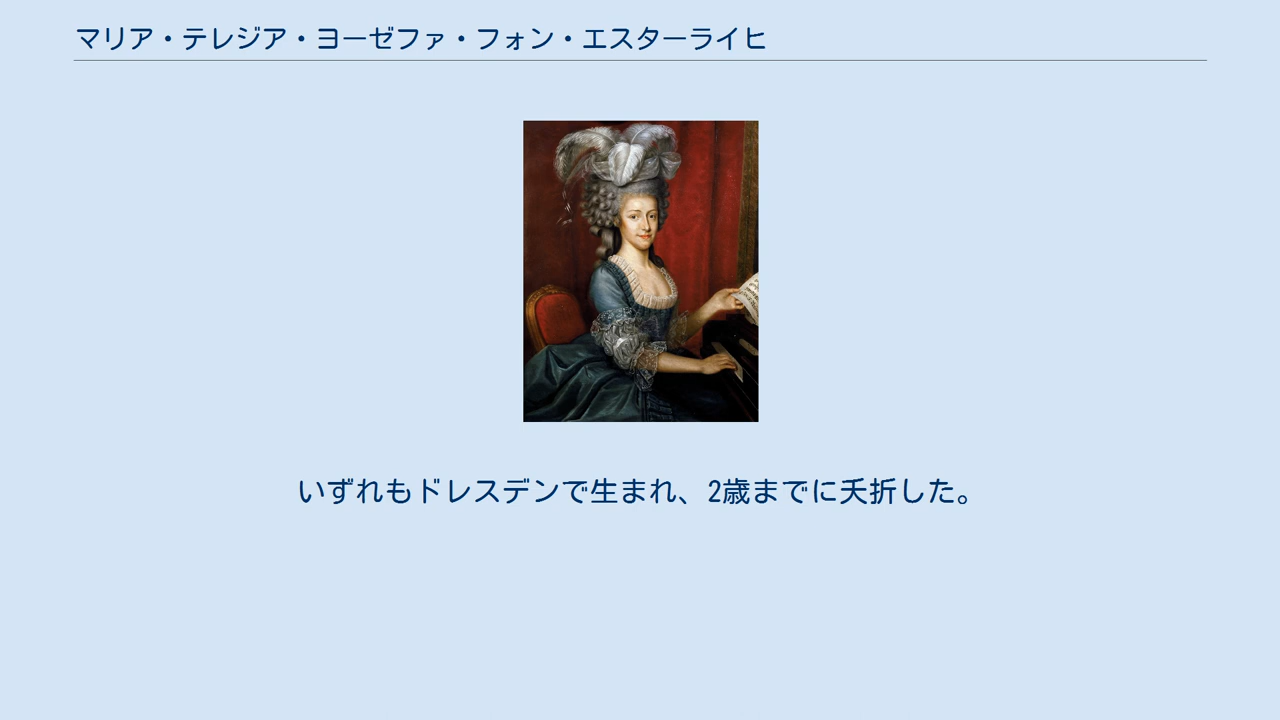 マリア・テレジア・ヨーゼファ・フォン・エスターライヒ
いずれもドレスデンで生まれ、2歳までに夭折した。